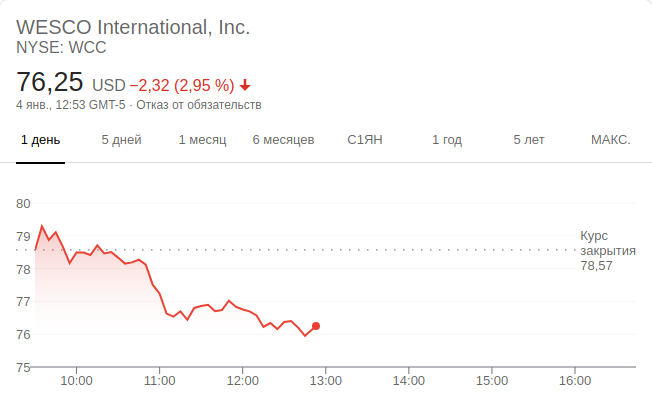 WESCO International, Inc.
NYSE: WCC
76,25 USD −2,32 (2,95 %)
4 янв., 12:53 GMT-5 · Отказ от обязательств
1 день 5 дней 1 месяц 6 месяцев С1ЯН 1 год 5 лет МАКС.
80
79
78
77
76
75
Курс
закрытия
78,57
10:00 11:00 12:00 13:00 14:00 15:00 16:00